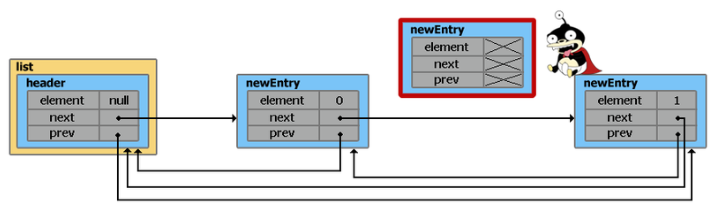 list
header
element null
next
prev
newEntry
element 0
next
prev
newEntry
element
next
prev
newEntry
element 1
next
prev